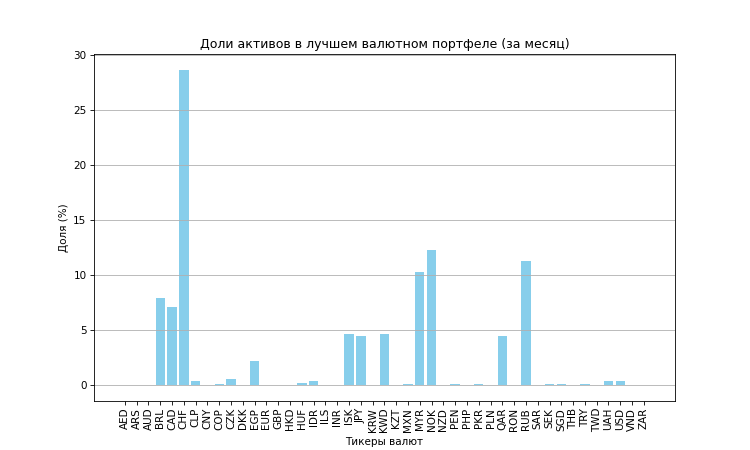 Доли активов в лучшем валютном портфеле (за месяц)
30
25
20
15
10
5
0
Доля (%)
AED ARS AUD BRL CAD CHF CLP CNY COP CZK DKK EGP EUR GBP HKD HUF IDR ILS INR ISK JPY KRW KWD KZT MXN MYR NOK NZD PEN PHP PKR PLN QAR RON RUB SAR SEK SGD THB TRY TWD UAH USD VND ZAR
Тикеры валют